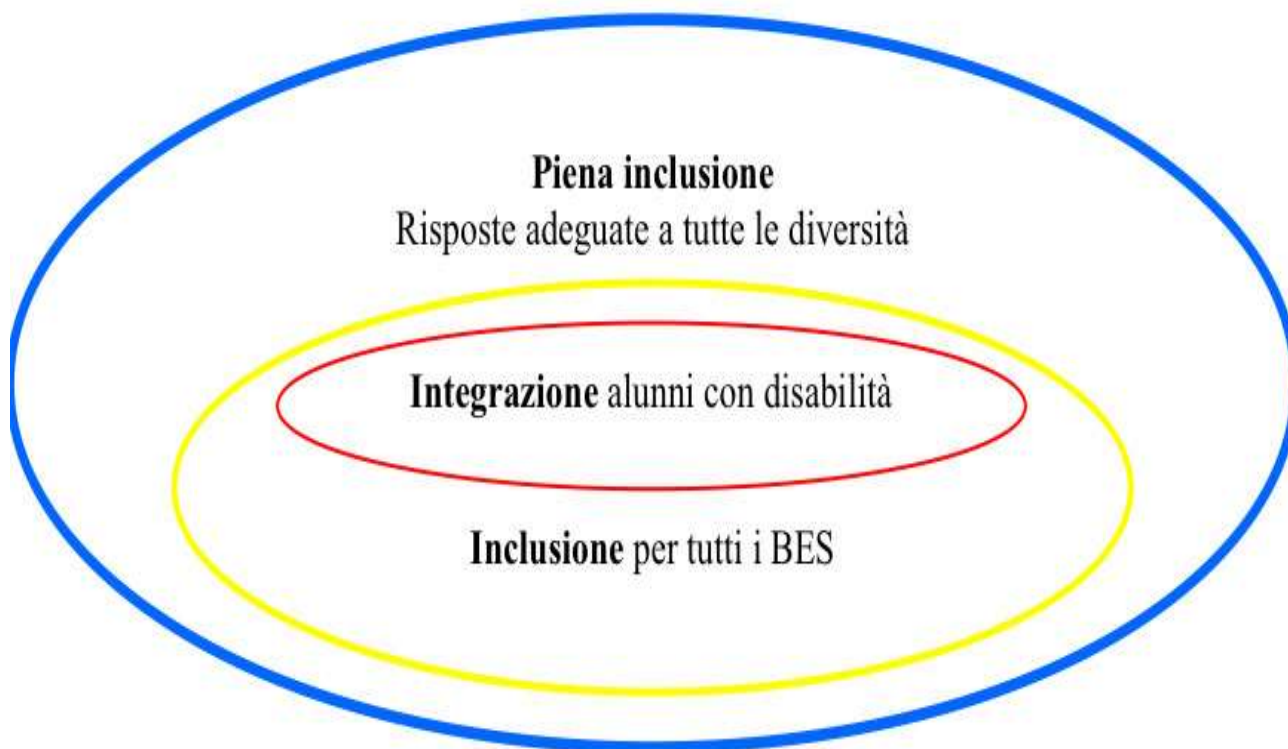 Piena inclusione
Risposte adeguate a tutte le diversità
Integrazione alunni con disabilità
Inclusione per tutti i BES